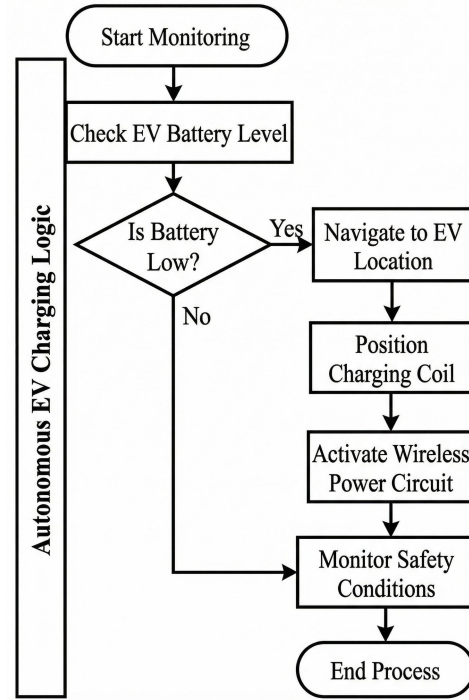 Start Monitoring
Autonomous EV Charging Logic
Check EV Battery Level
Is Battery
Low?
Yes
No
Navigate to EV
Location
Position
Charging Coil
Activate Wireless
Power Circuit
Monitor Safety
Conditions
End Process